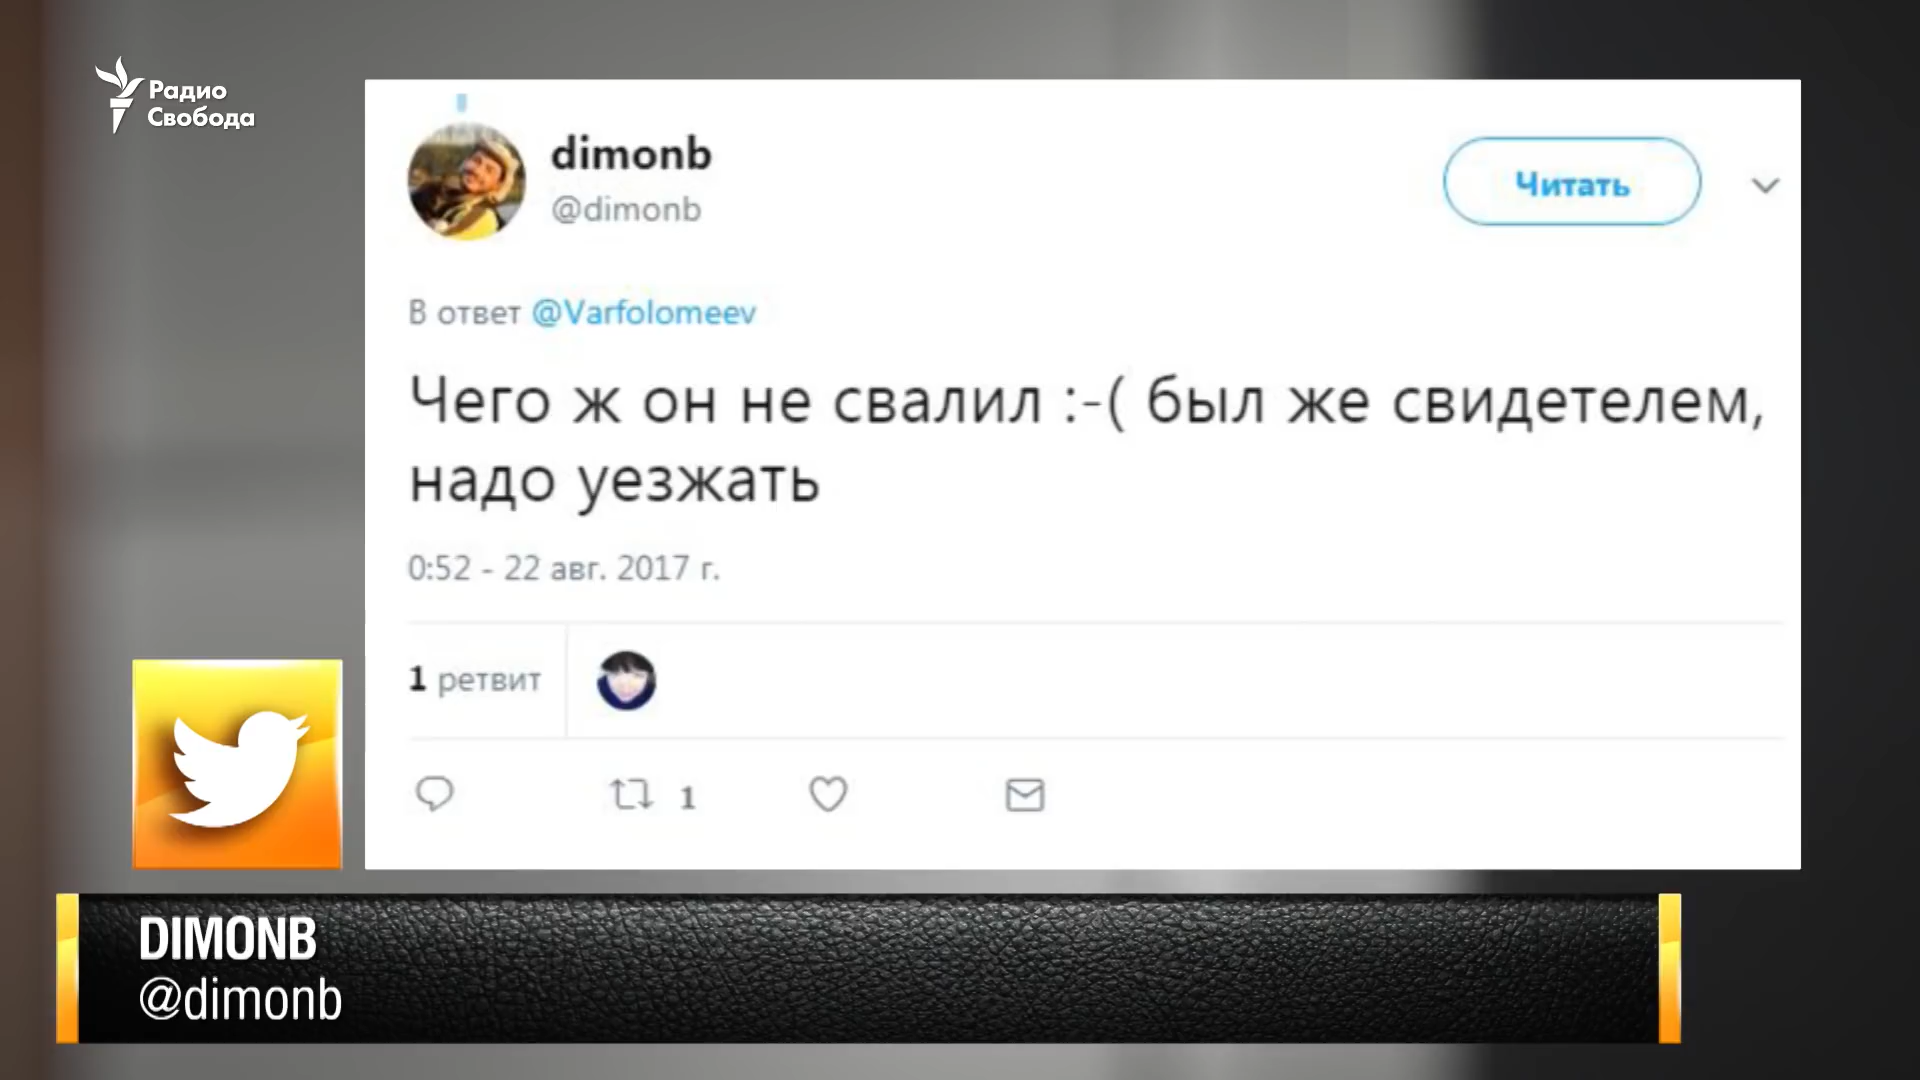 Радио
Свобода
dimonb
@dimonb
Читать
В ответ @Varfolomeev
Чего ж он не свалил :-( был же свидетелем,
надо уезжать
0:52 - 22 авг. 2017 г.
1 ретвит
1
DIMONB
@dimonb